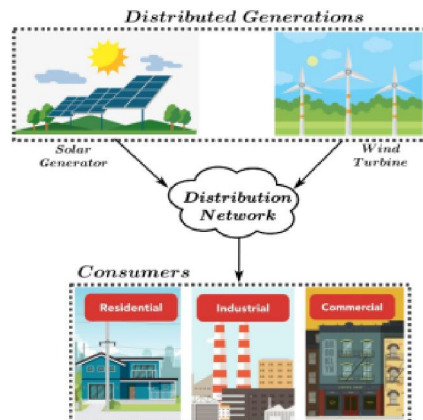 Distributed Generations
Solar
Generator
Wind
Turbine
Distribution
Network
Consumers
Residential
Industrial
Commercial